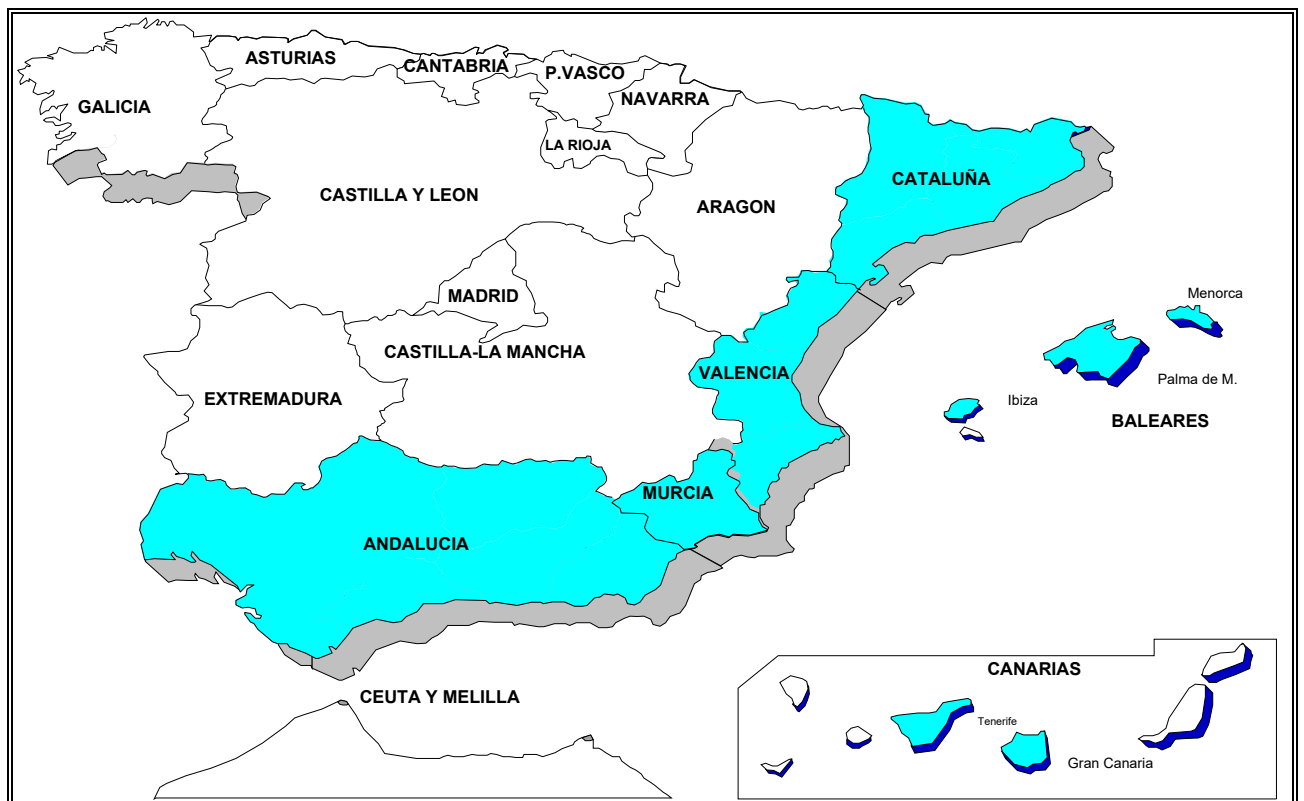 ASTURIAS
CANTABRIA
P.VASCO
GALICIA
NAVARRA
LA RIOJA
CATALUÑA
CASTILLA Y LEON
ARAGON
MADRID
Menorca
CASTILLA-LA MANCHA
VALENCIA
Palma de M.
EXTREMADURA
Ibiza
BALEARES
MURCIA
ANDALUCIA
CANARIAS
CEUTA Y MELILLA
Tenerife
Gran Canaria